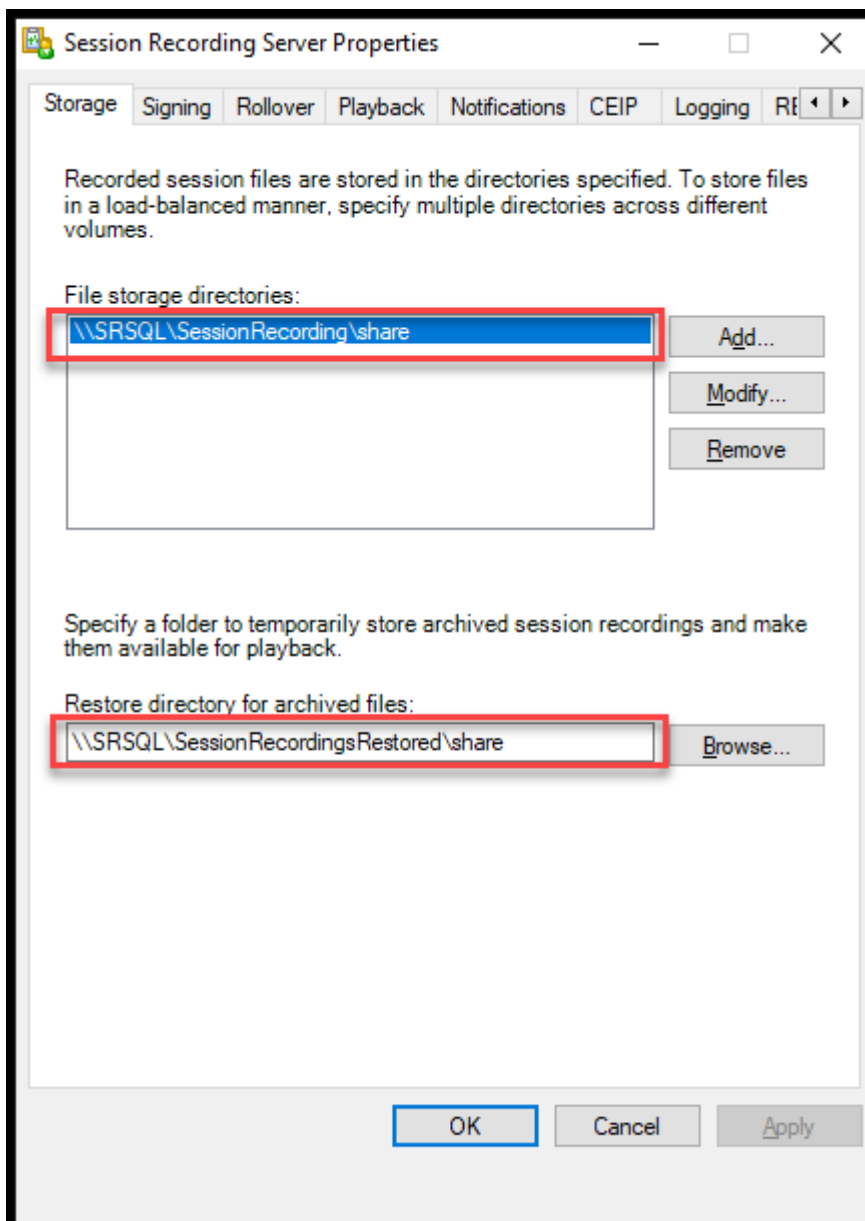 Session Recording Server Properties
Storage Signing Rollover Playback Notifications CEIP Logging
Recorded session files are stored in the directories specified. To store files
in a load-balanced manner, specify multiple directories across different
volumes.
File storage directories:
\\SRSQL\SessionRecording\share
Add...
Modify...
Remove
Specify a folder to temporarily store archived session recordings and make
them available for playback.
Restore directory for archived files:
\\SRSQL\SessionRecordingsRestored\share
Browse...
OK Cancel Apply